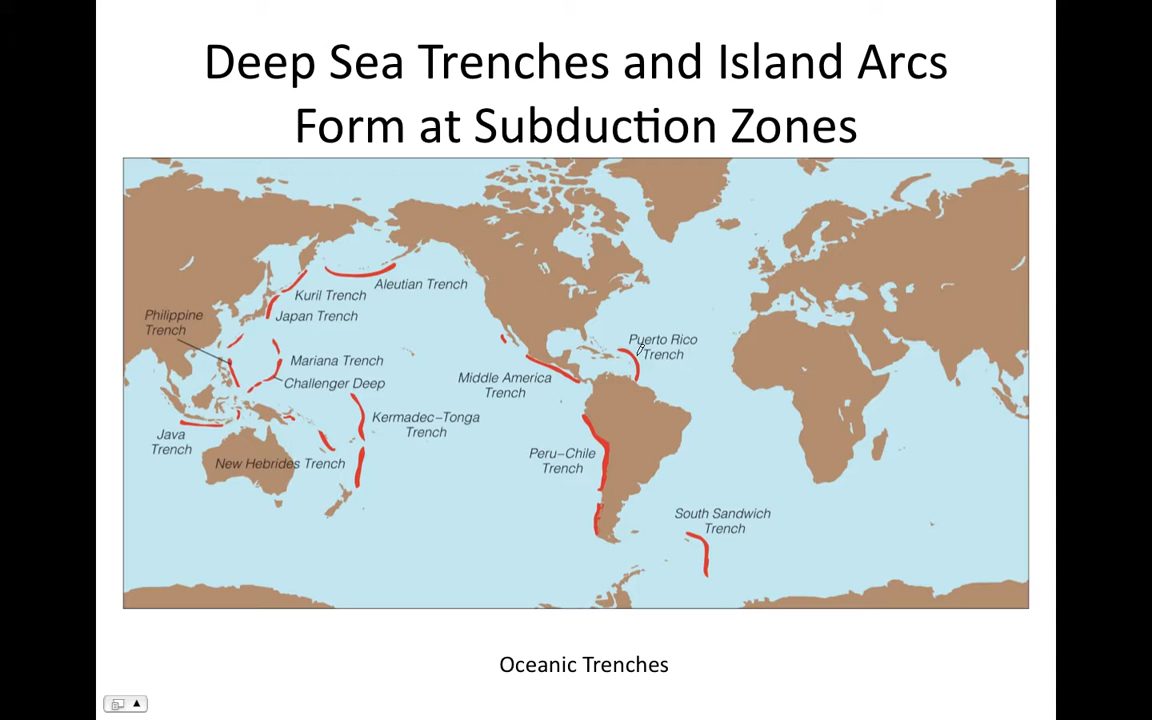 Deep Sea Trenches and Island Arcs
Form at Subduction Zones
Aleutian Trench
Kuril Trench
Japan Trench
Philippine
Trench
Puerto Rico
Trench
Mariana Trench
Challenger Deep
Middle America
Trench
Kermadec–Tonga
Trench
Java
Trench
New Hebrides Trench
Peru–Chile
Trench
South Sandwich
Trench
Oceanic Trenches